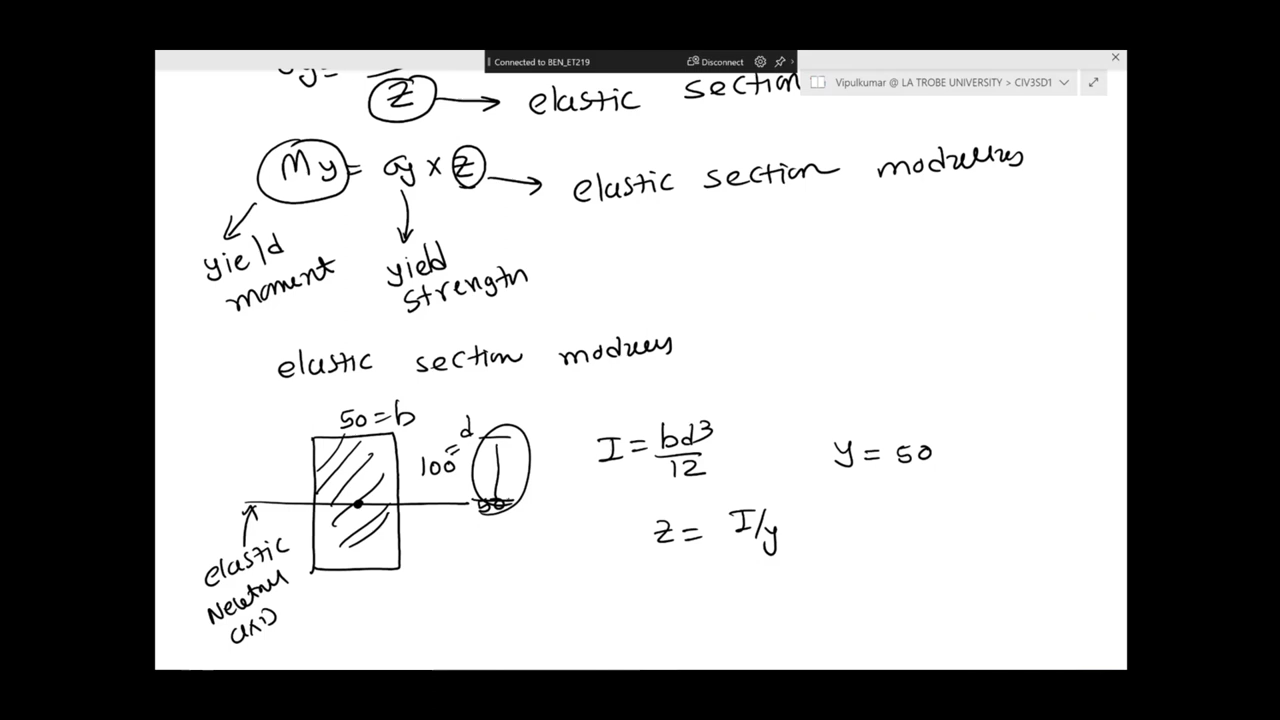 Connected to BEN_ET219
Disconnect
Vipulkumar @ LA TROBE UNIVERSITY > CIV3SD1
Z → elastic section
My = σy × Z → elastic section modulus
yield
moment
yield
strength
elastic section modulus
50 = b
100 = d
50
elastic
Neutral
axis
I = bd³/12
y = 50
Z = I/y